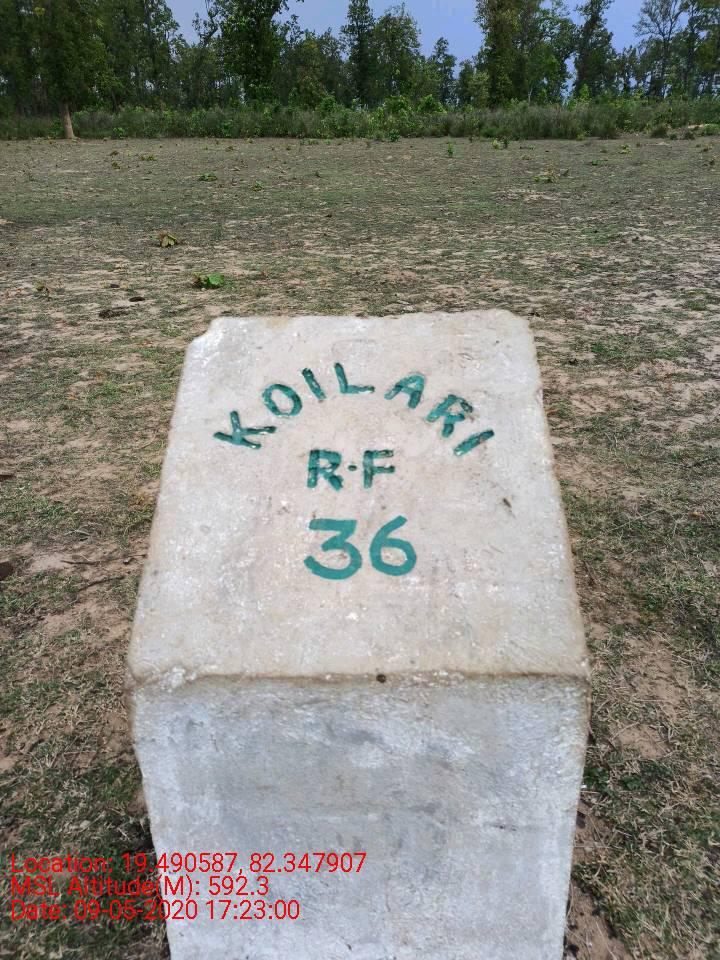 KOILARI
R.F
36
Location: 19.490587, 82.347907
MSL Altitude(M): 592.3
Date: 09-05-2020 17:23:00